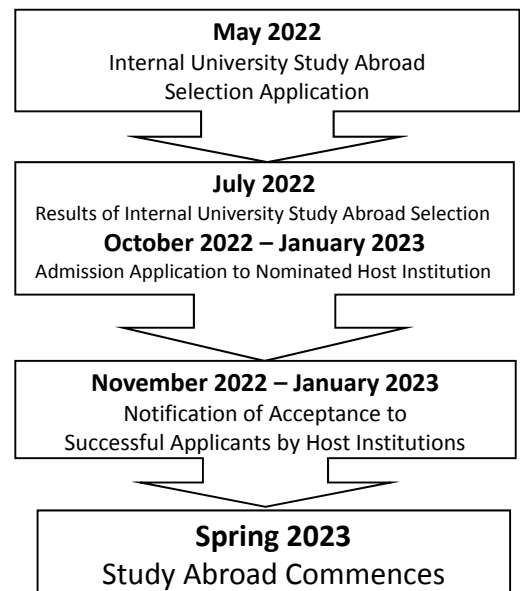 May 2022
Internal University Study Abroad
Selection Application
July 2022
Results of Internal University Study Abroad Selection
October 2022 – January 2023
Admission Application to Nominated Host Institution
November 2022 – January 2023
Notification of Acceptance to
Successful Applicants by Host Institutions
Spring 2023
Study Abroad Commences